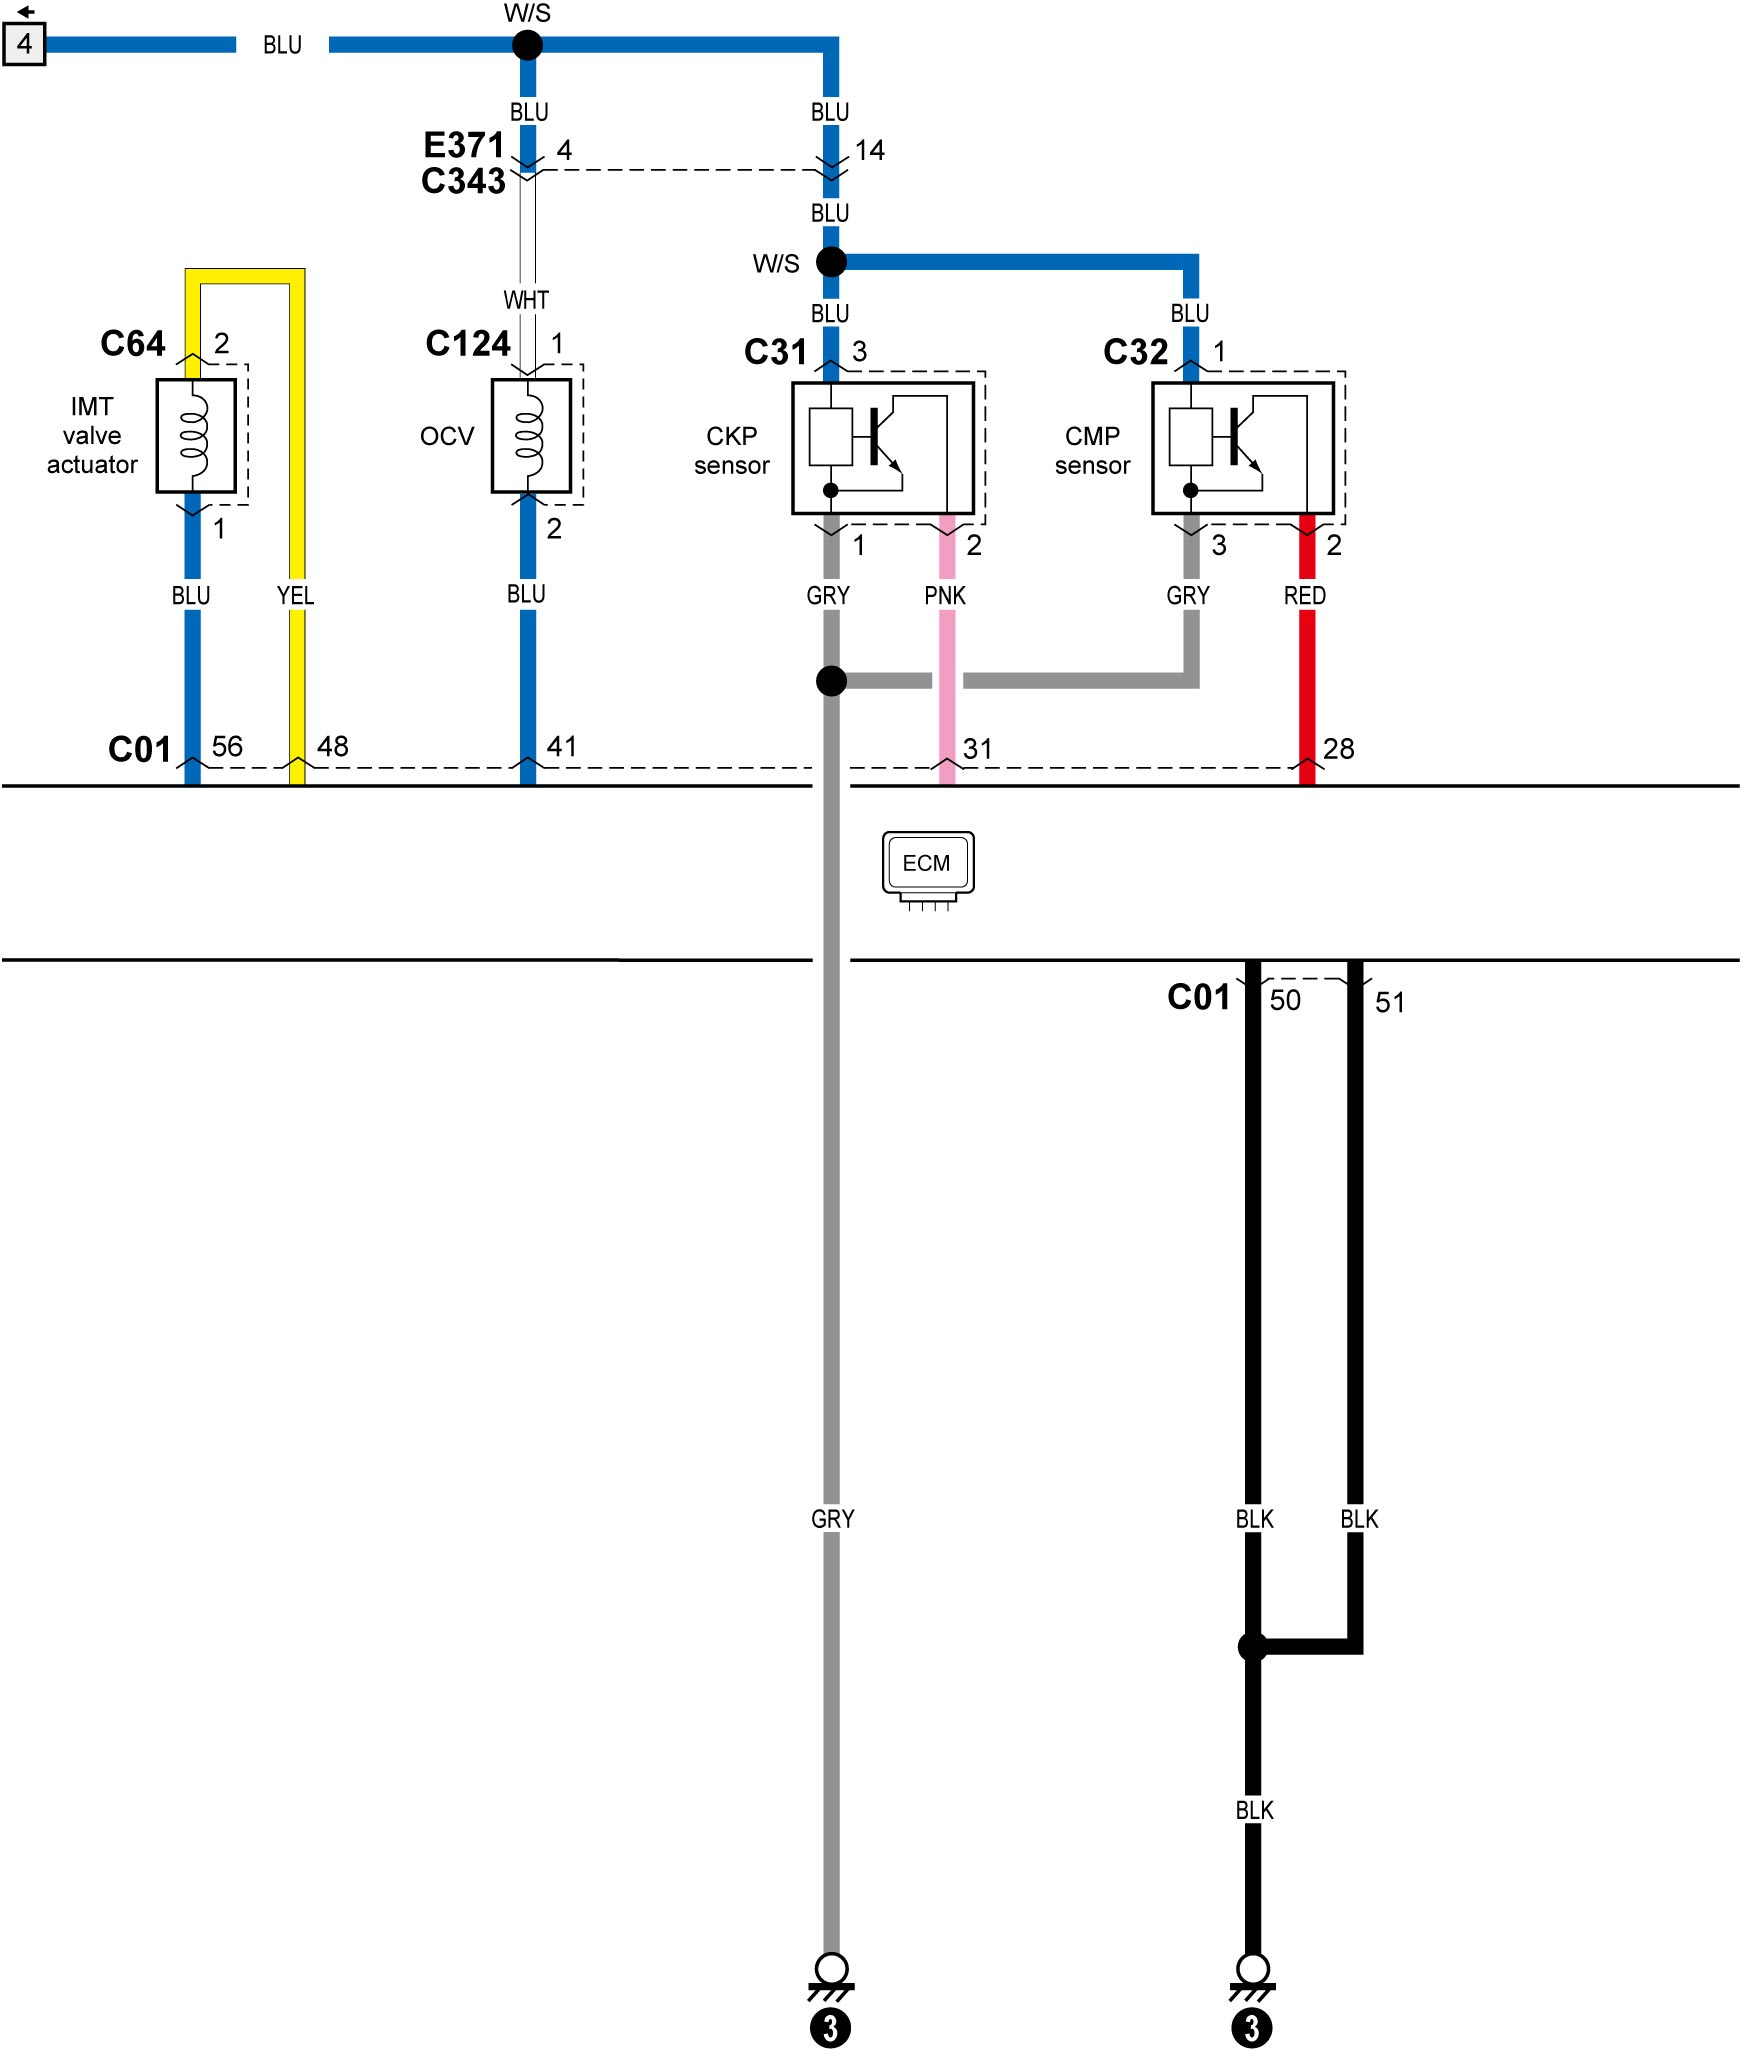 W/S
4
BLU
BLU
BLU
E371
4
14
C343
BLU
W/S
WHT
BLU
BLU
C64
2
C124
1
C31
3
C32
1
IMT
valve
actuator
OCV
CKP
sensor
CMP
sensor
1
2
1
2
3
2
BLU
YEL
BLU
GRY
PNK
GRY
RED
C01
56
48
41
31
28
ECM
C01
50
51
GRY
BLK
BLK
BLK
3
3